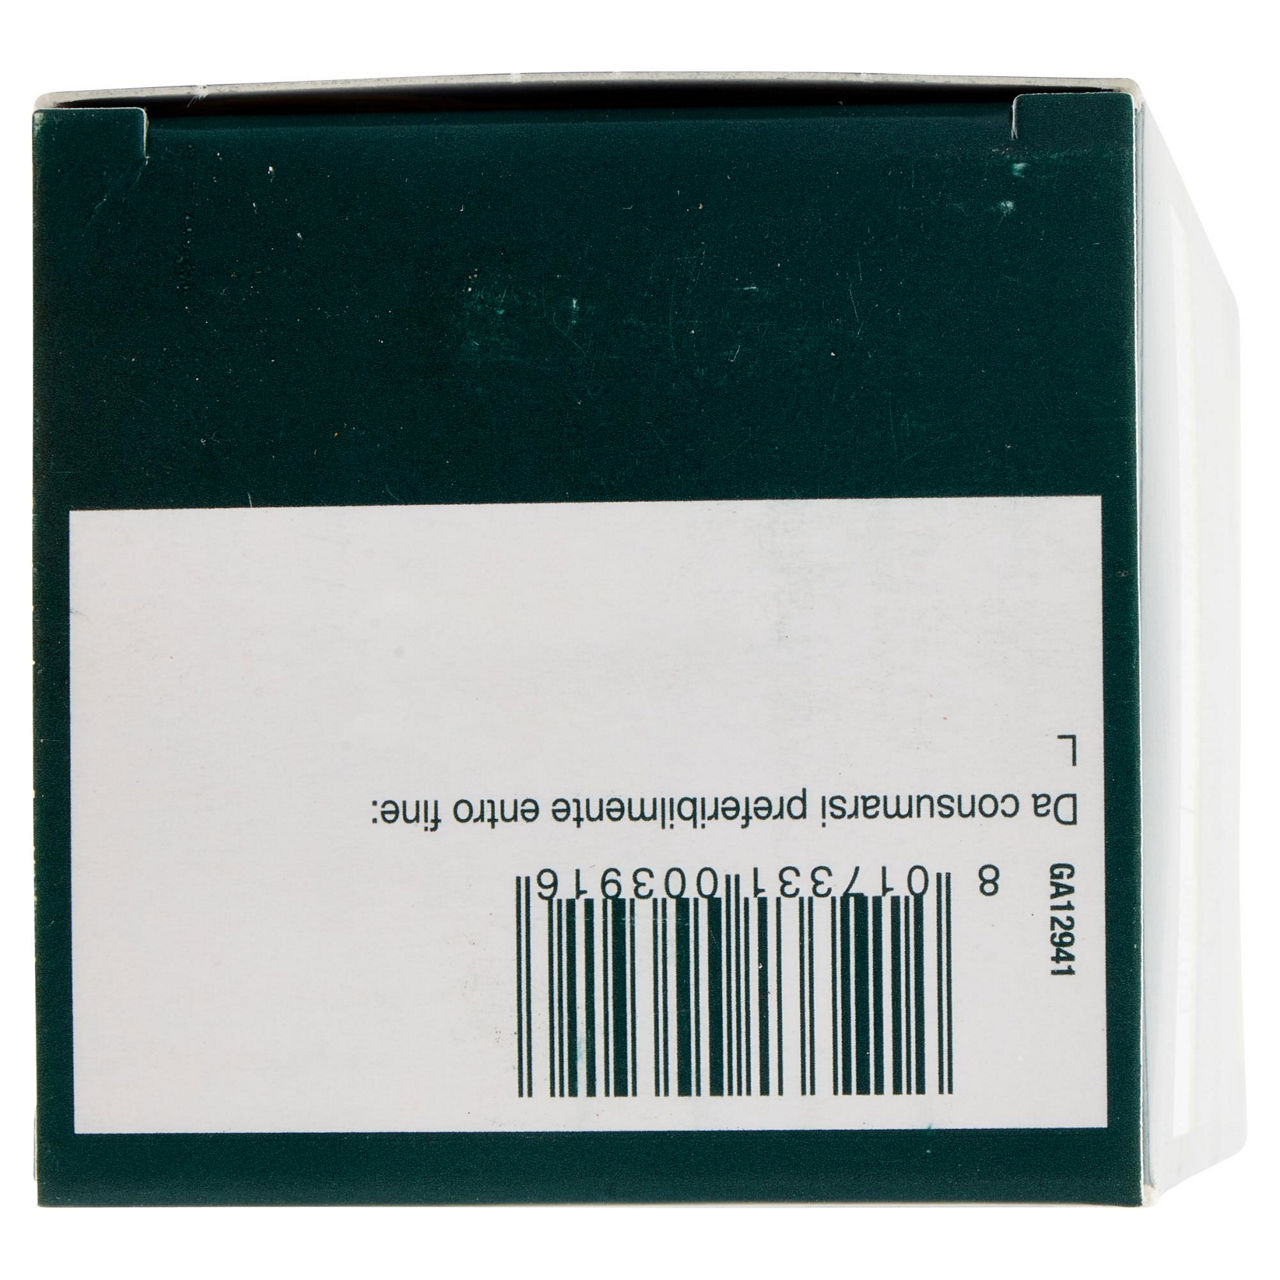 GA12941
8 017331 003916
Da consumarsi preferibilmente entro fine:
L